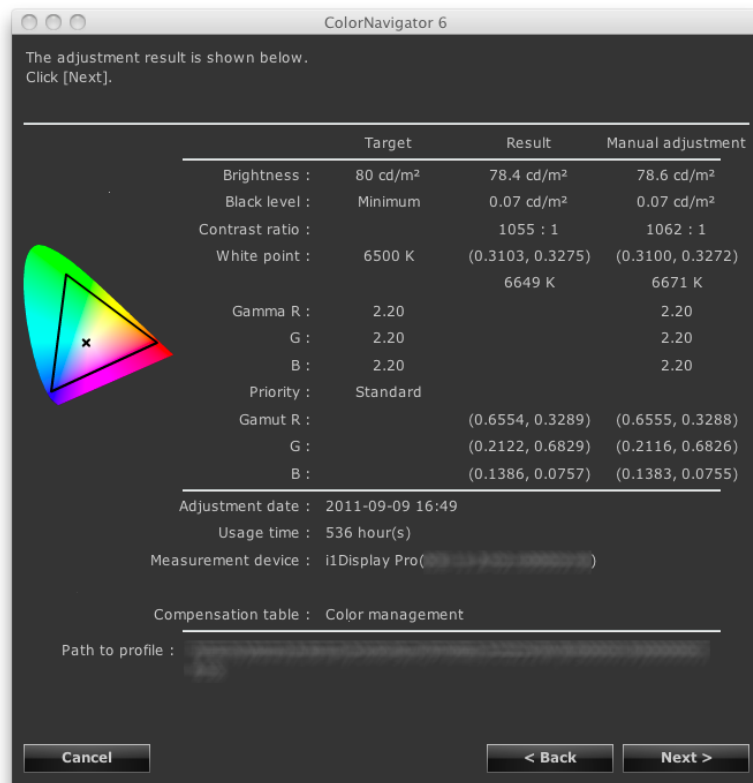 ColorNavigator 6
The adjustment result is shown below.
Click [Next].
Target Result Manual adjustment
Brightness : 80 cd/m² 78.4 cd/m² 78.6 cd/m²
Black level : Minimum 0.07 cd/m² 0.07 cd/m²
Contrast ratio : 1055 : 1 1062 : 1
White point : 6500 K (0.3103, 0.3275) (0.3100, 0.3272)
6649 K 6671 K
Gamma R : 2.20 2.20
G : 2.20 2.20
B : 2.20 2.20
Priority : Standard
Gamut R : (0.6554, 0.3289) (0.6555, 0.3288)
G : (0.2122, 0.6829) (0.2116, 0.6826)
B : (0.1386, 0.0757) (0.1383, 0.0755)
Adjustment date : 2011-09-09 16:49
Usage time : 536 hour(s)
Measurement device : i1Display Pro( )
Compensation table : Color management
Path to profile :
Cancel < Back Next >